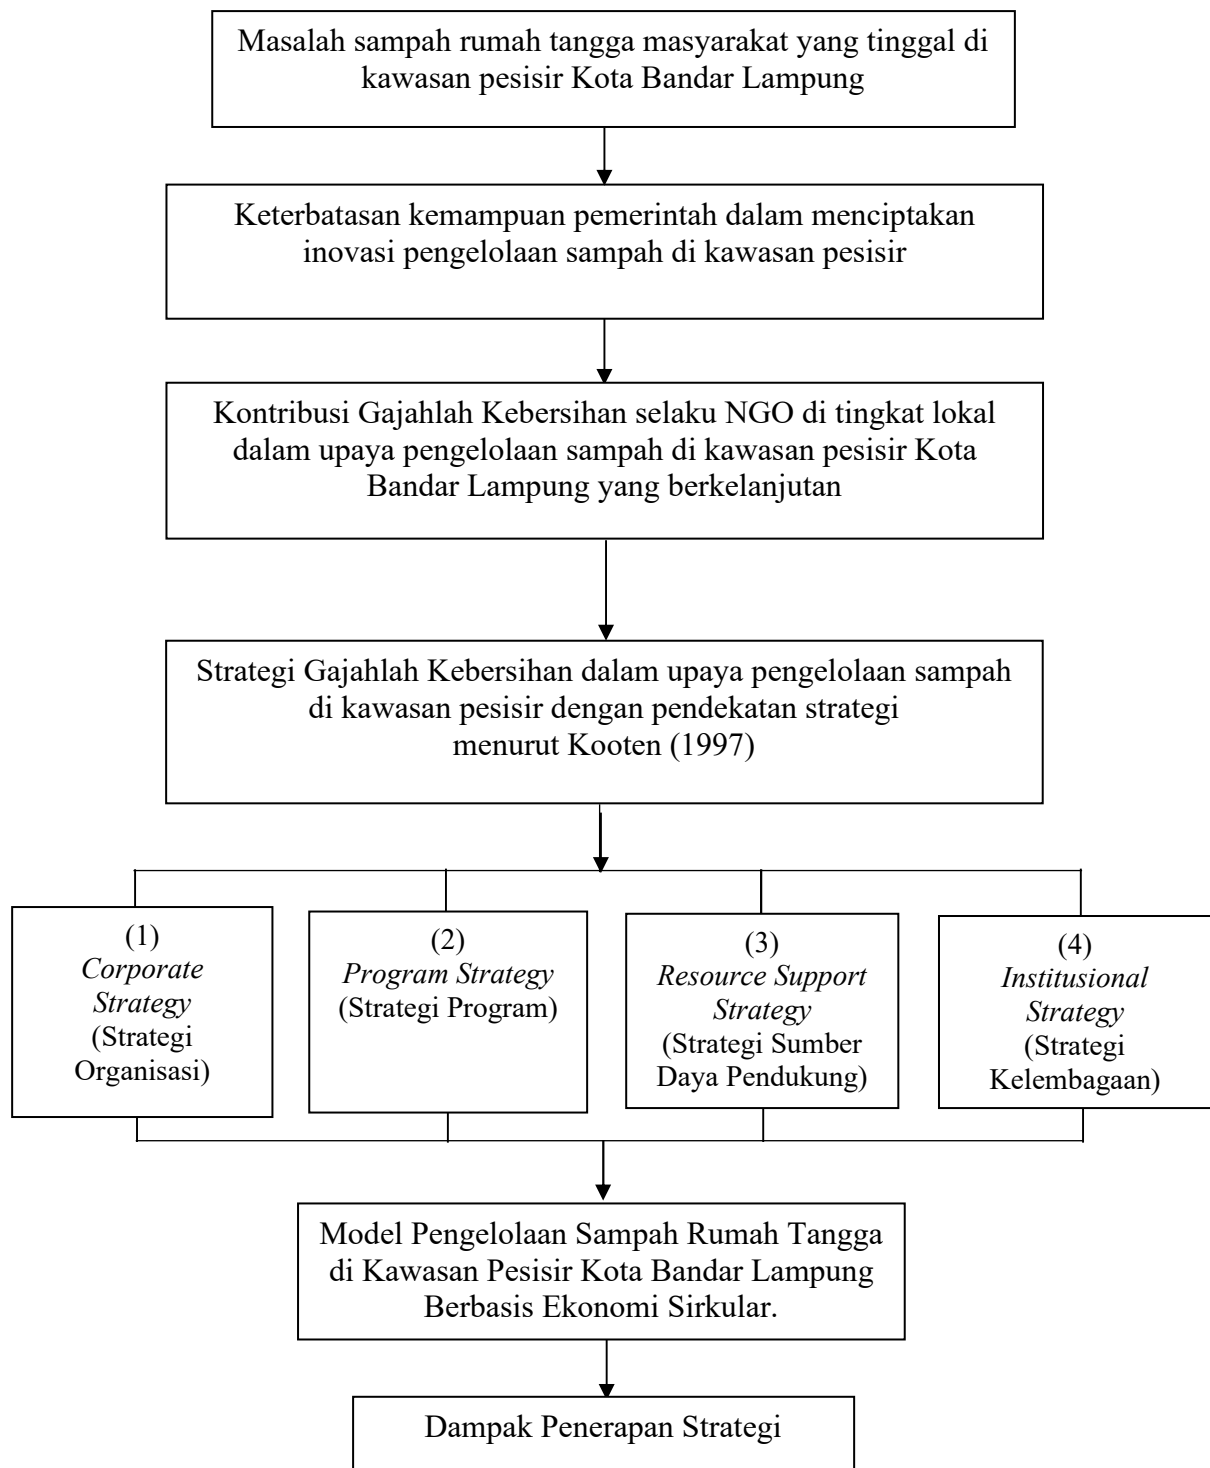 Masalah sampah rumah tangga masyarakat yang tinggal di
kawasan pesisir Kota Bandar Lampung
Keterbatasan kemampuan pemerintah dalam menciptakan
inovasi pengelolaan sampah di kawasan pesisir
Kontribusi Gajahlah Kebersihan selaku NGO di tingkat lokal
dalam upaya pengelolaan sampah di kawasan pesisir Kota
Bandar Lampung yang berkelanjutan
Strategi Gajahlah Kebersihan dalam upaya pengelolaan sampah
di kawasan pesisir dengan pendekatan strategi
menurut Kooten (1997)
(1)
Corporate
Strategy
(Strategi
Organisasi)
(2)
Program Strategy
(Strategi Program)
(3)
Resource Support
Strategy
(Strategi Sumber
Daya Pendukung)
(4)
Institusional
Strategy
(Strategi
Kelembagaan)
Model Pengelolaan Sampah Rumah Tangga
di Kawasan Pesisir Kota Bandar Lampung
Berbasis Ekonomi Sirkular.
Dampak Penerapan Strategi